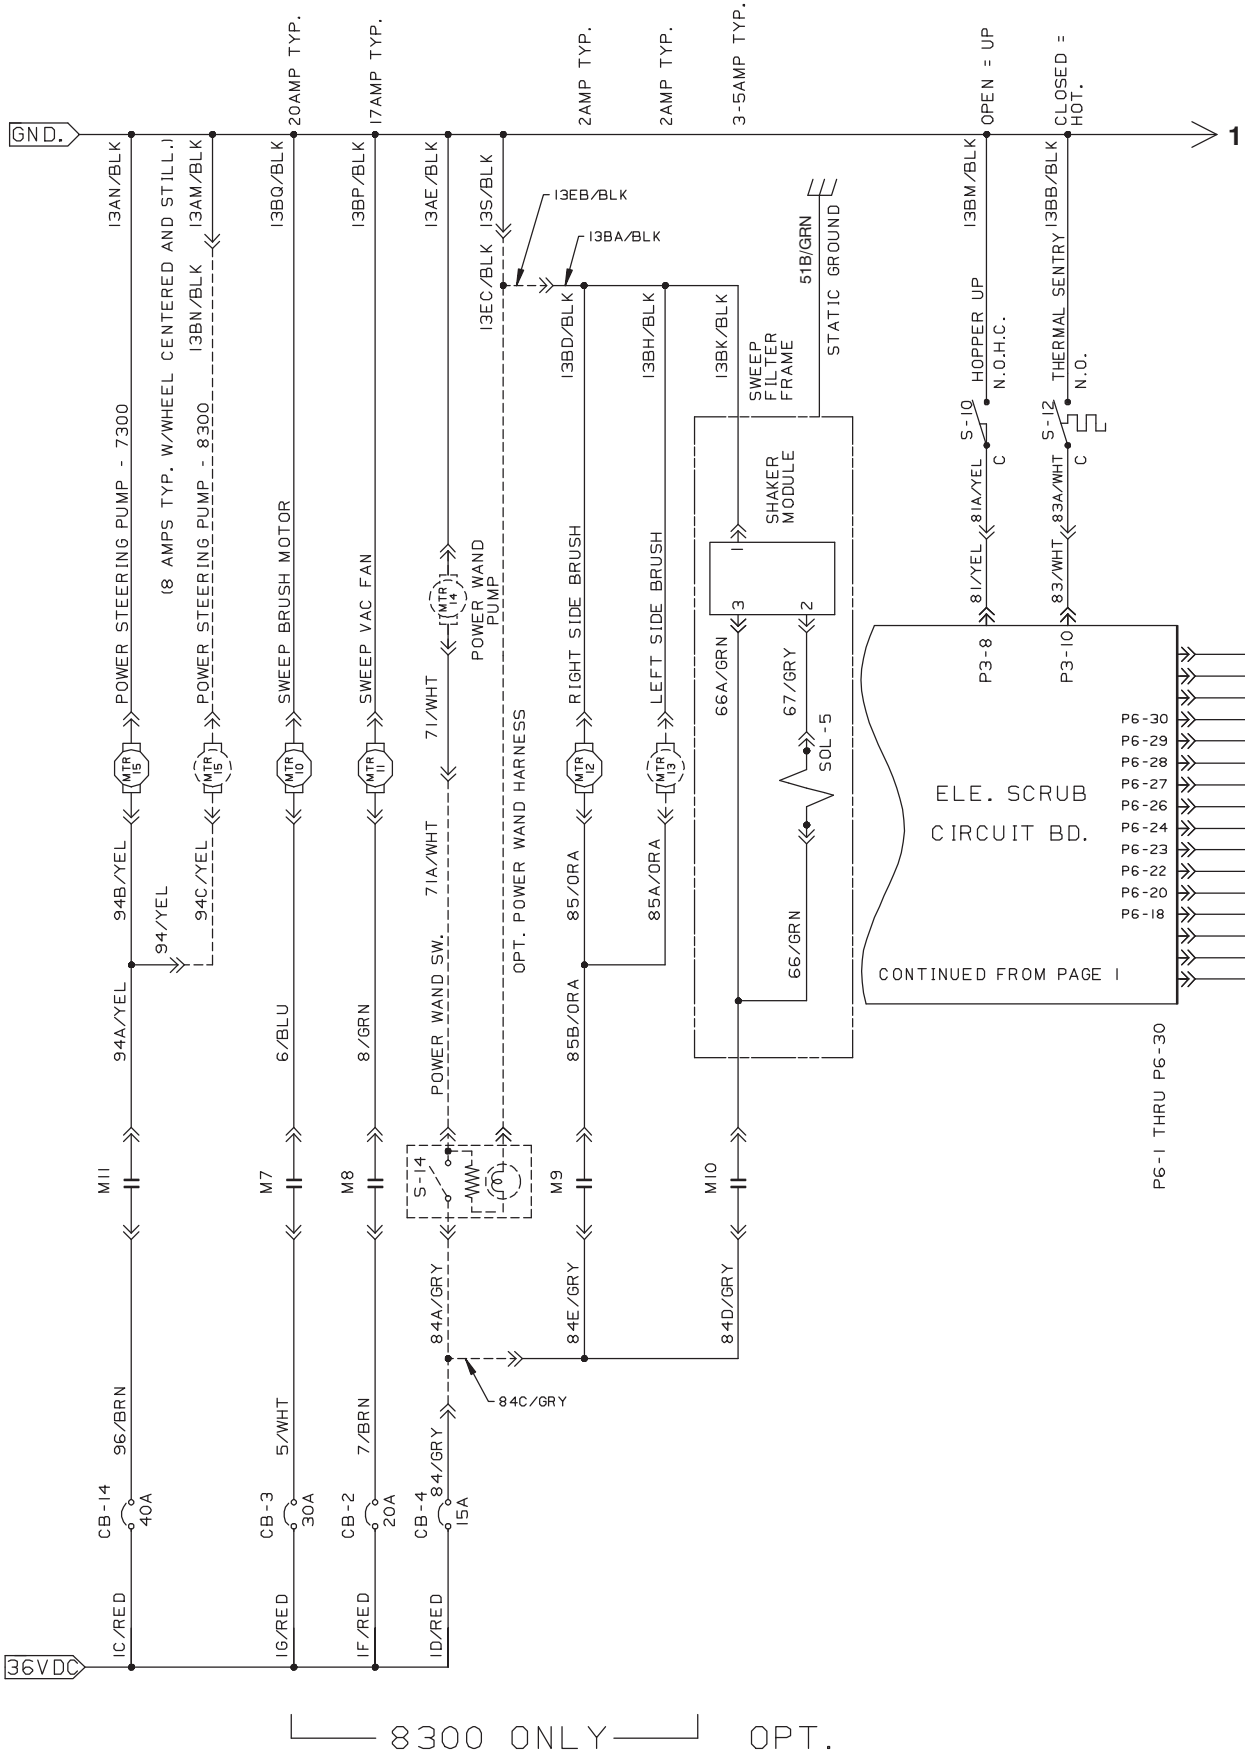 GND.
1
36VDC
20AMP TYP.
17AMP TYP.
2AMP TYP.
2AMP TYP.
3-5AMP TYP.
OPEN = UP
CLOSED =
HOT.
13AN/BLK
POWER STEERING PUMP - 7300
MTR
15
94B/YEL
94A/YEL
M11
96/BRN
CB-14
40A
1C/RED
(8 AMPS TYP. W/WHEEL CENTERED AND STILL.)
13AM/BLK
13BN/BLK
POWER STEERING PUMP - 8300
MTR
15
94C/YEL
94/YEL
13BQ/BLK
SWEEP BRUSH MOTOR
MTR
10
6/BLU
M7
5/WHT
CB-3
30A
1G/RED
13BP/BLK
SWEEP VAC FAN
MTR
11
8/GRN
M8
7/BRN
CB-2
20A
1F/RED
13AE/BLK
MTR
14
POWER WAND
PUMP
71/WHT
71A/WHT
POWER WAND SW.
S-14
84A/GRY
84C/GRY
84/GRY
CB-4
15A
1D/RED
13S/BLK
13EC/BLK
13EB/BLK
13BA/BLK
OPT. POWER WAND HARNESS
13BD/BLK
RIGHT SIDE BRUSH
MTR
12
85/ORA
85B/ORA
M9
84E/GRY
13BH/BLK
LEFT SIDE BRUSH
MTR
13
85A/ORA
13BK/BLK
SWEEP
FILTER
FRAME
51B/GRN
STATIC GROUND
SHAKER
MODULE
1
3
2
66A/GRN
67/GRY
SOL-5
66/GRN
M10
84D/GRY
13BM/BLK
HOPPER UP
N.O.H.C.
S-10
C
81A/YEL
81/YEL
P3-8
13BB/BLK
THERMAL SENTRY
N.O.
S-12
C
83A/WHT
83/WHT
P3-10
ELE. SCRUB
CIRCUIT BD.
P6-30
P6-29
P6-28
P6-27
P6-26
P6-24
P6-23
P6-22
P6-20
P6-18
CONTINUED FROM PAGE 1
P6-1 THRU P6-30
8300 ONLY
OPT.